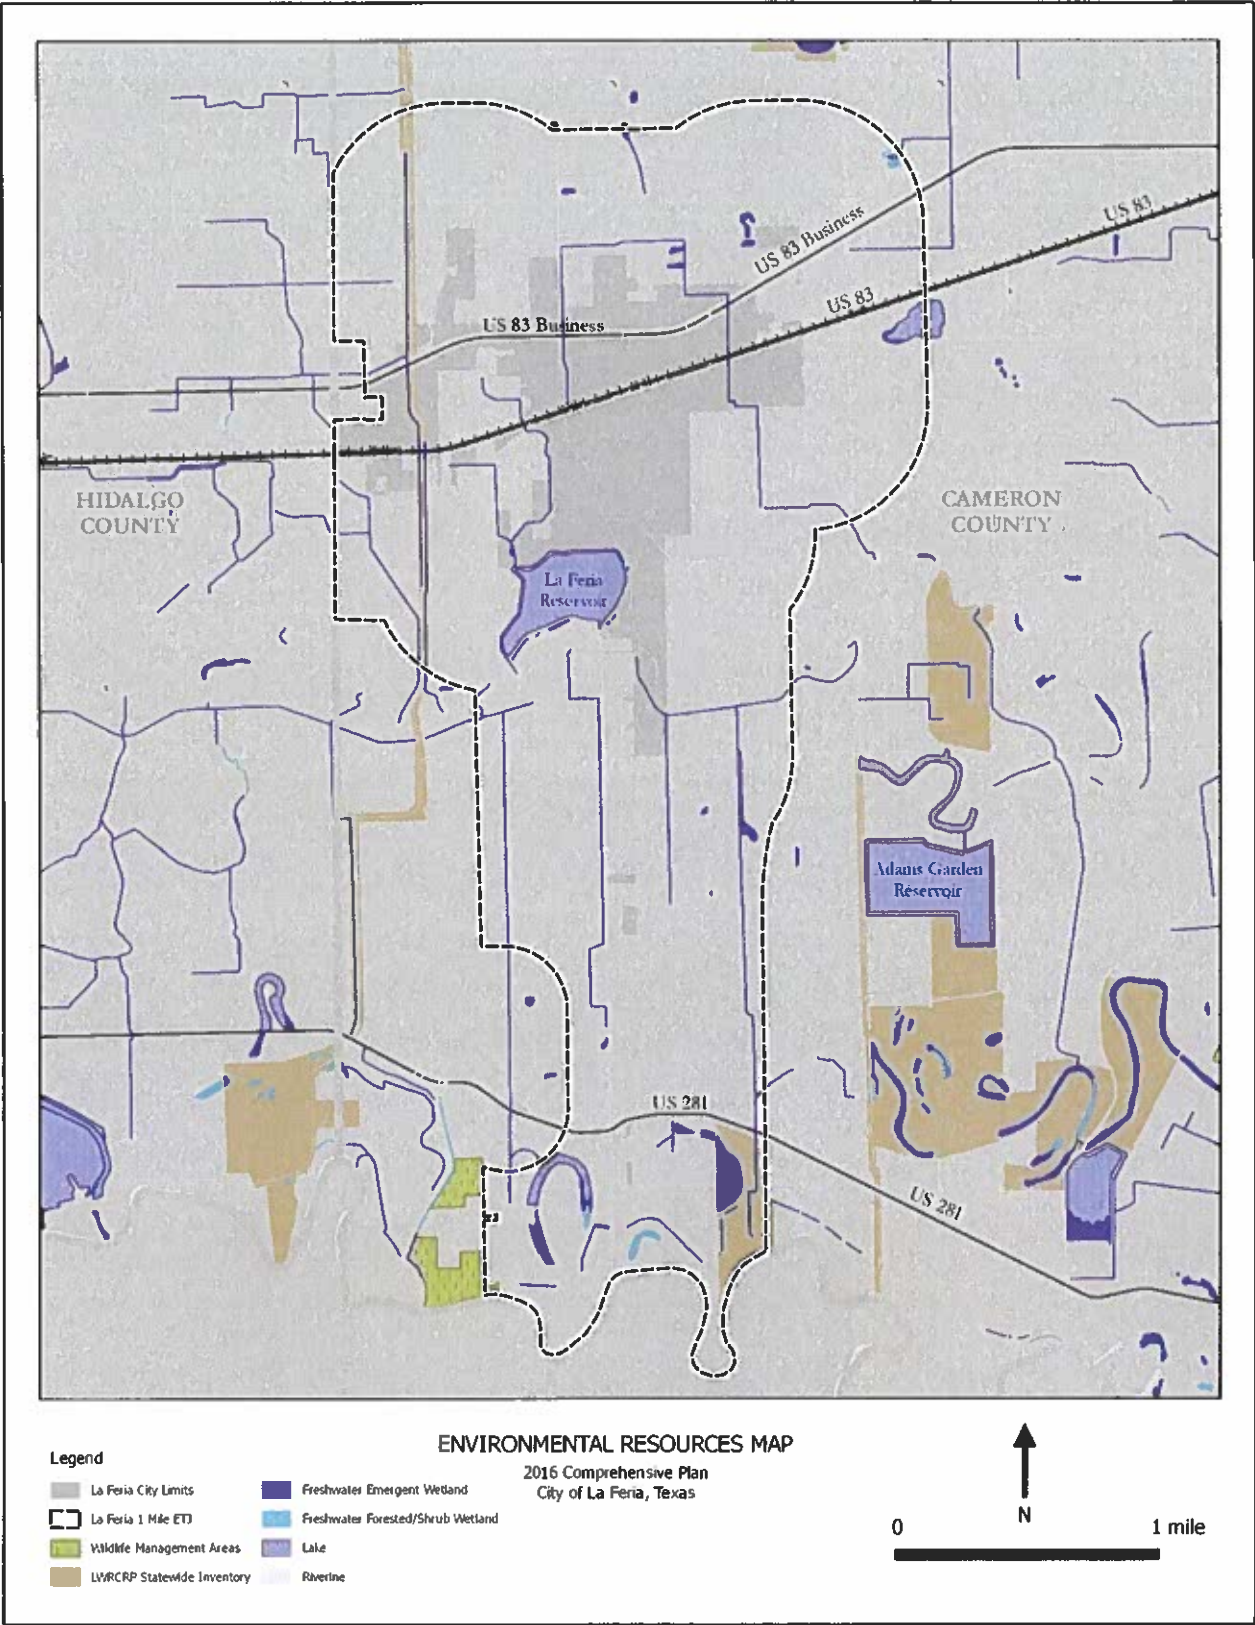 US 83
US 83 Business
US 83
US 83 Business
HIDALGO
COUNTY
CAMERON
COUNTY
La Feria
Reservoir
Adams Garden
Reservoir
US 281
US 281
ENVIRONMENTAL RESOURCES MAP
2016 Comprehensive Plan
City of La Feria, Texas
Legend
La Feria City Limits
La Feria 1 Mile ETJ
Wildlife Management Areas
LWRCRP Statewide Inventory
Freshwater Emergent Wetland
Freshwater Forested/Shrub Wetland
Lake
Riverine
N
0 1 mile